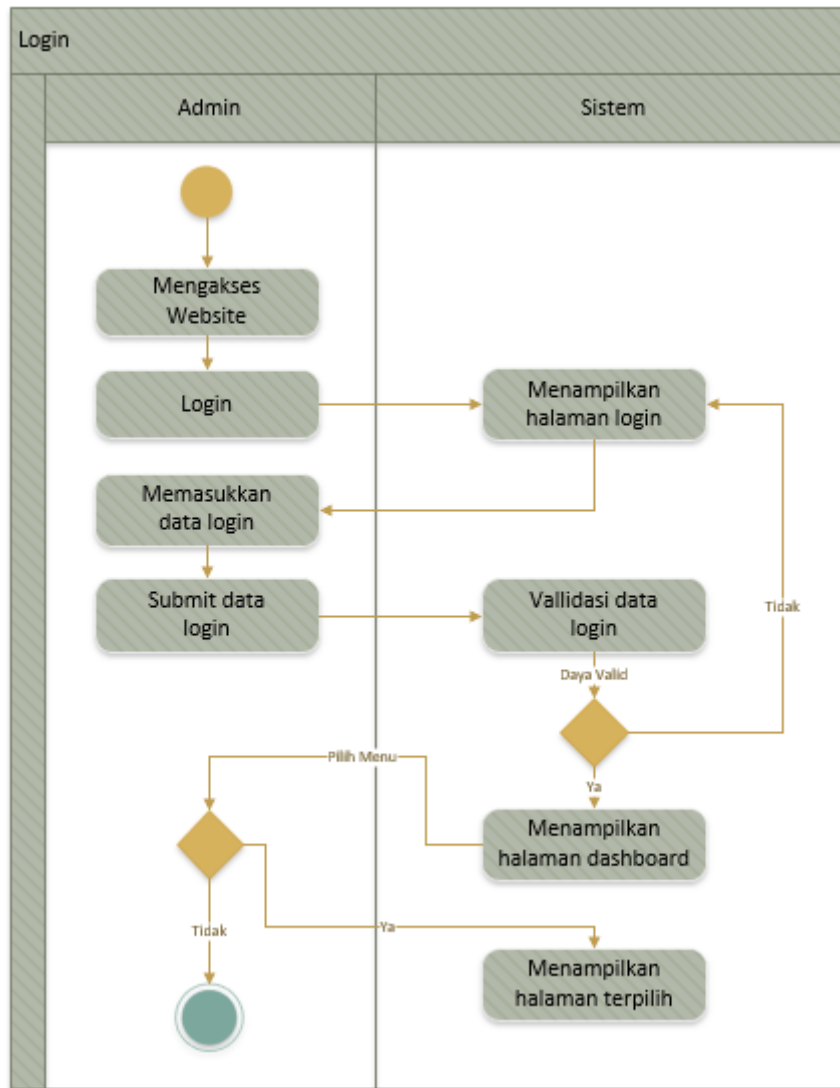 Login
Admin
Sistem
Mengakses
Website
Login
Menampilkan
halaman login
Memasukkan
data login
Submit data
login
Vallidasi data
login
Tidak
Daya Valid
Pilih Menu
Ya
Menampilkan
halaman dashboard
Tidak
Ya
Menampilkan
halaman terpilih